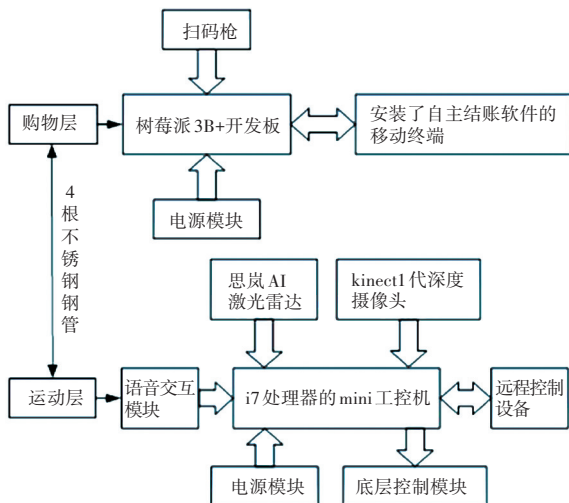 扫码枪
购物层
树莓派3B+开发板
安装了自主结账软件的
移动终端
4
根
不
锈
钢
钢
管
电源模块
思岚AI
激光雷达
kinect1代深度
摄像头
运动层
语音交互
模块
i7处理器的mini工控机
远程控制
设备
电源模块
底层控制模块